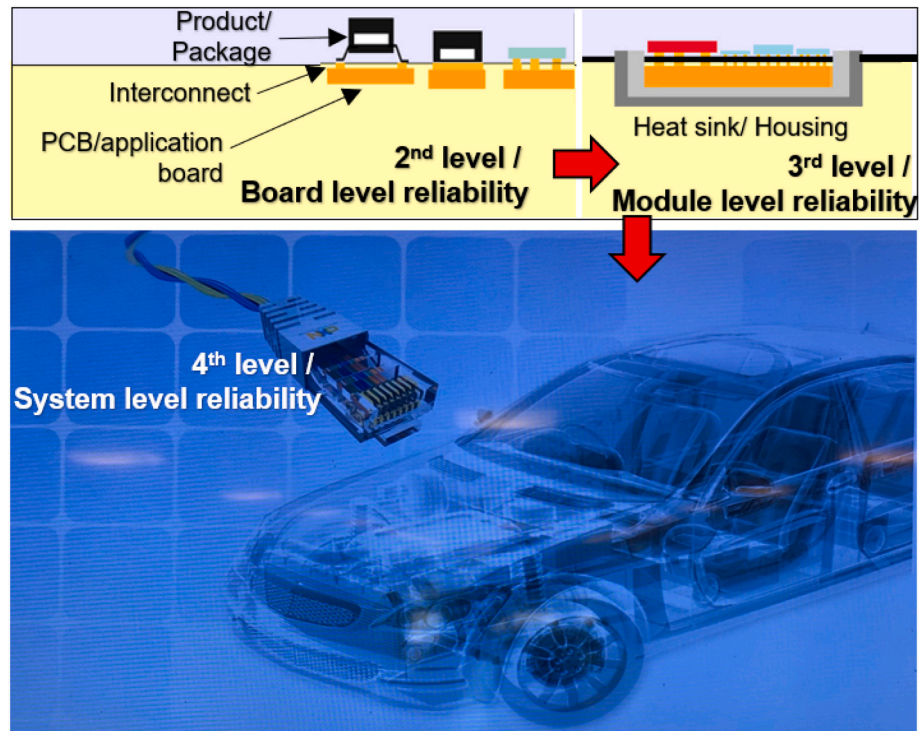 Product/
Package
Interconnect
PCB/application
board
2nd level /
Board level reliability
Heat sink/ Housing
3rd level /
Module level reliability
4th level /
System level reliability